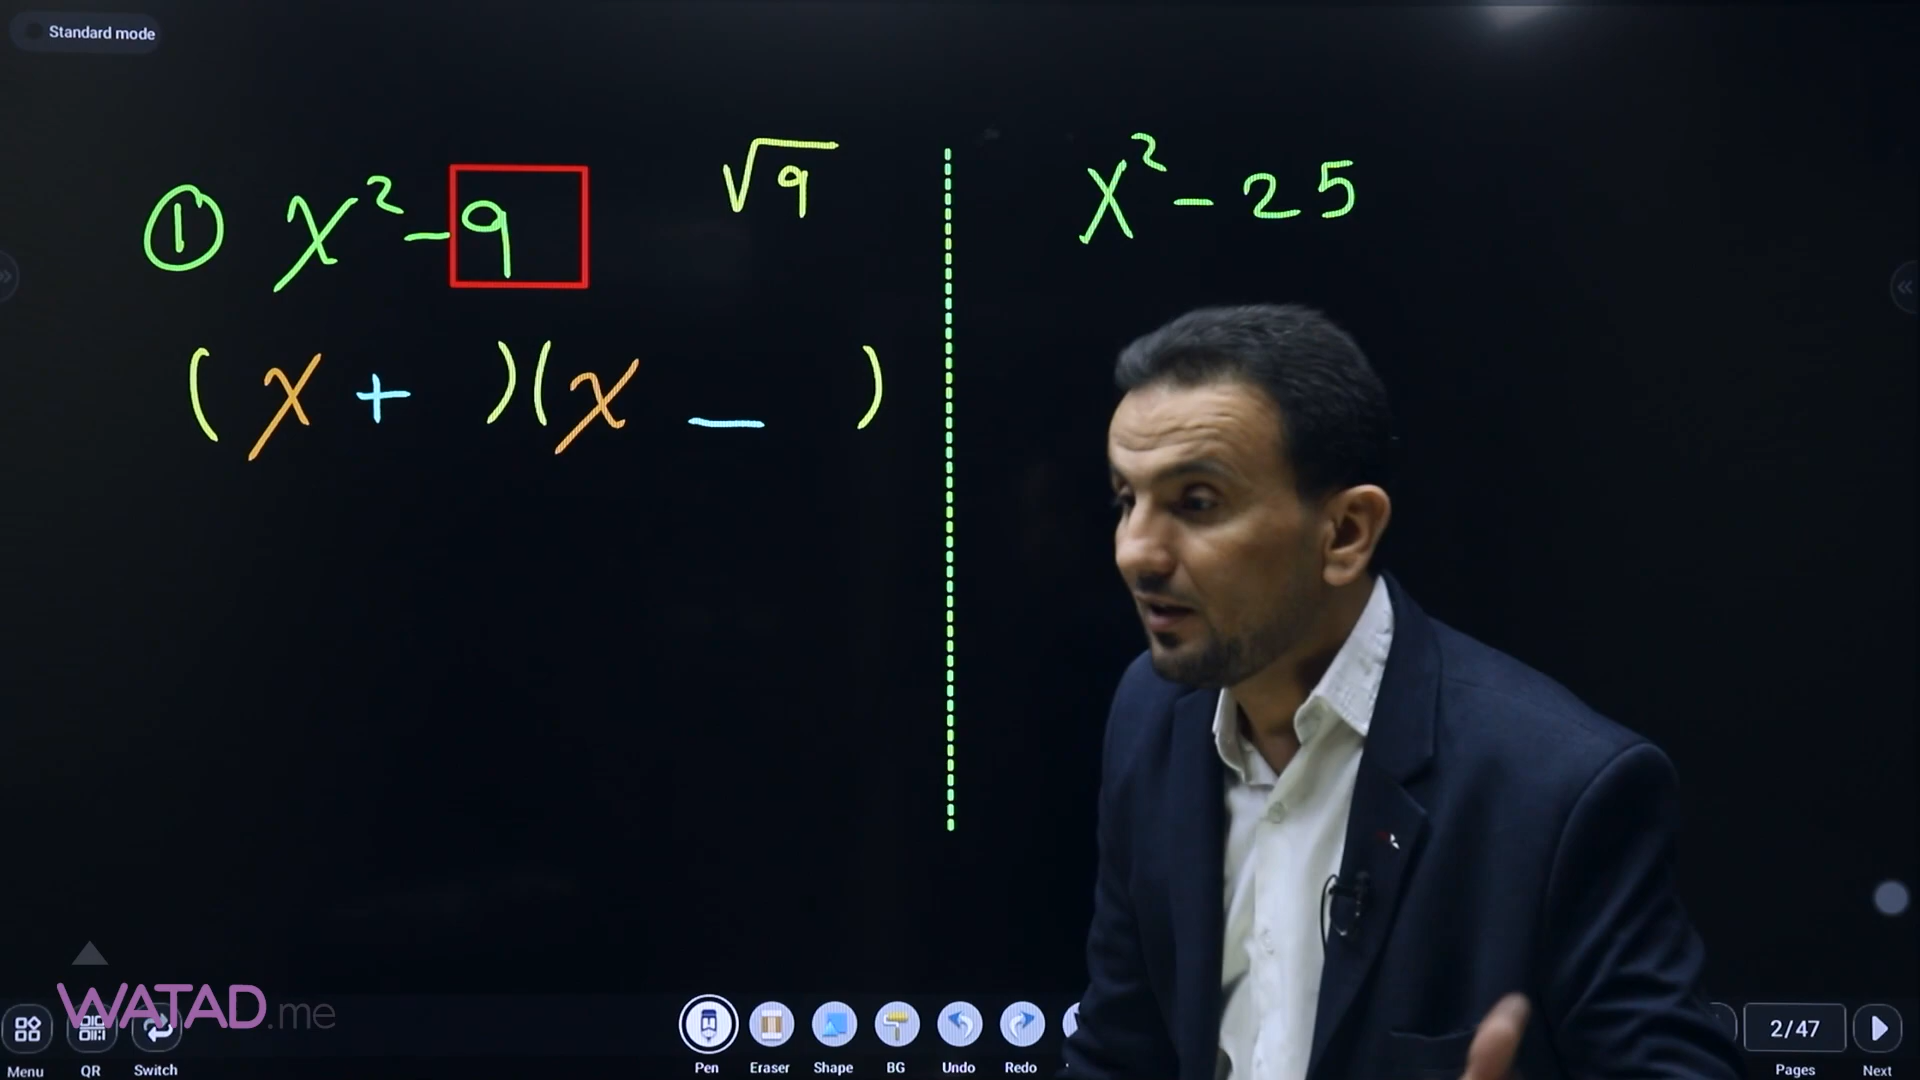 Standard mode
① x² - 9
√9
(x + )(x - )
x² - 25
WATAD.me
Menu
QR
Switch
Pen
Eraser
Shape
BG
Undo
Redo
2/47
Pages
Next